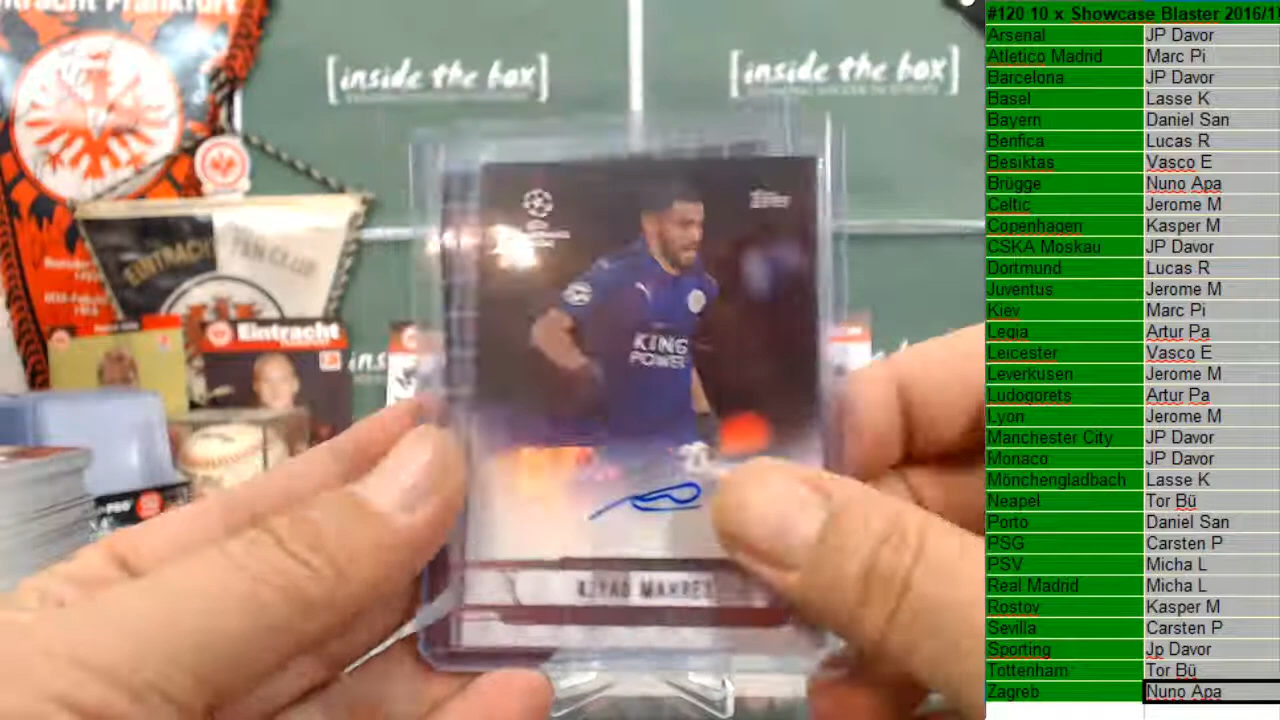 #120 10 x Showcase Blaster 2016/1
Arsenal JP Davor
Atletico Madrid Marc Pi
Barcelona JP Davor
Basel Lasse K
Bayern Daniel San
Benfica Lucas R
Besiktas Vasco E
Brügge Nuno Apa
Celtic Jerome M
Copenhagen Kasper M
CSKA Moskau JP Davor
Dortmund Lucas R
Juventus Jerome M
Kiev Marc Pi
Legia Artur Pa
Leicester Vasco E
Leverkusen Jerome M
Ludogorets Artur Pa
Lyon Jerome M
Manchester City JP Davor
Monaco JP Davor
Mönchengladbach Lasse K
Neapel Tor Bü
Porto Daniel San
PSG Carsten P
PSV Micha L
Real Madrid Micha L
Rostov Kasper M
Sevilla Carsten P
Sporting Jp Davor
Tottenham Tor Bü
Zagreb Nuno Apa
inside the box
inside the box
Topps
KING
POWER
RIYAD MAHREZ
EINTRACHT
FAN CLUB
Eintracht